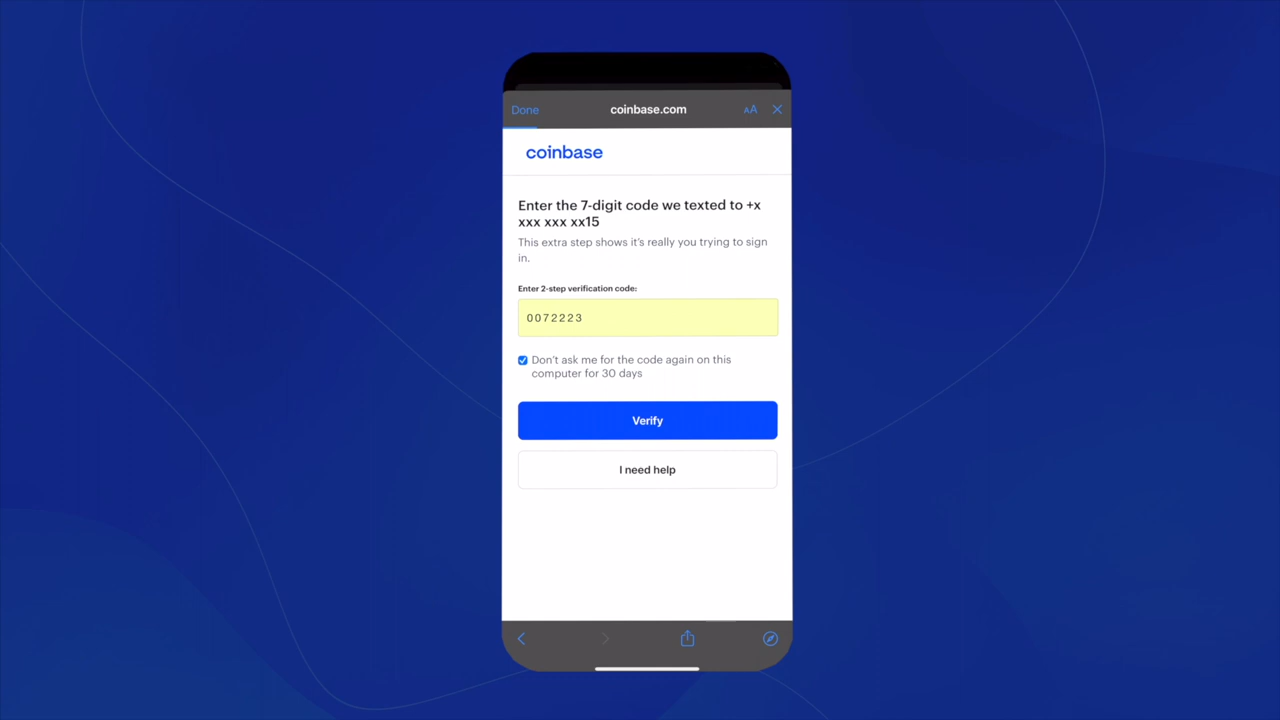 Done coinbase.com AA
coinbase
Enter the 7-digit code we texted to +x
xxx xxx xx15
This extra step shows it's really you trying to sign
in.
Enter 2-step verification code:
0072223
Don't ask me for the code again on this
computer for 30 days
Verify
I need help